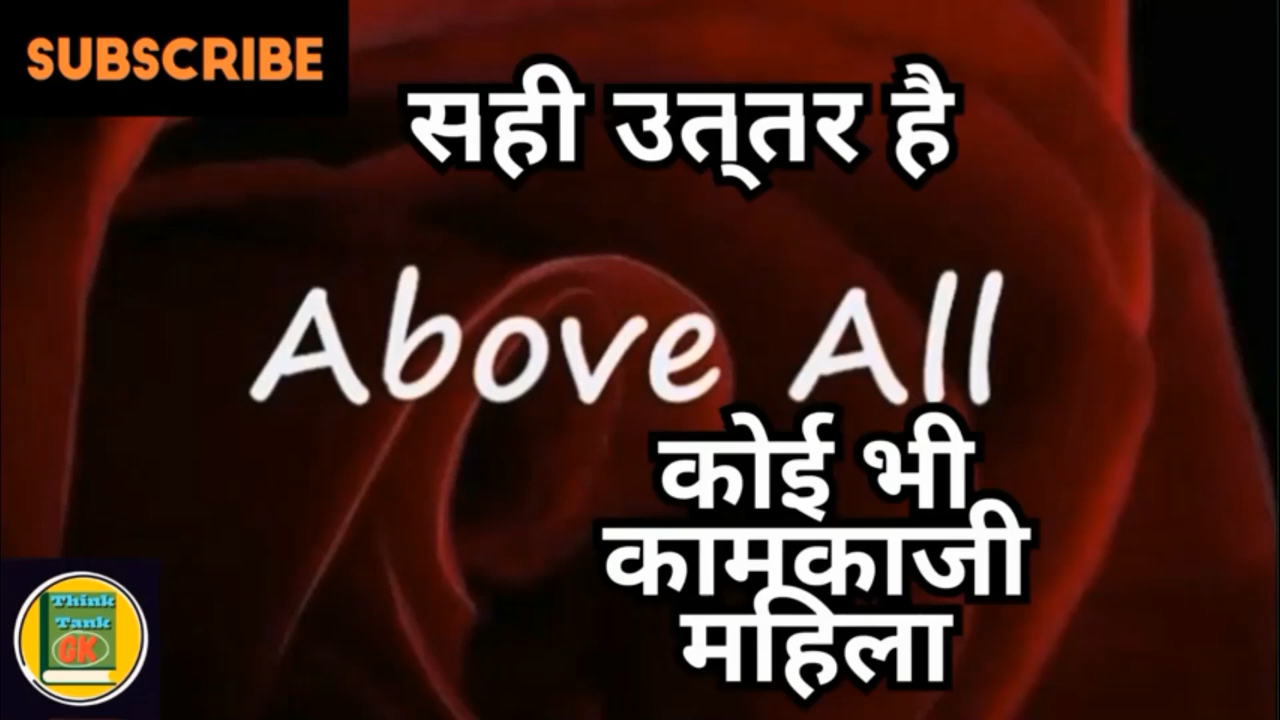 SUBSCRIBE
सही उत्‌तर है
Above All
कोई भी
कामकाजी
महिला
Think
Tank
GK